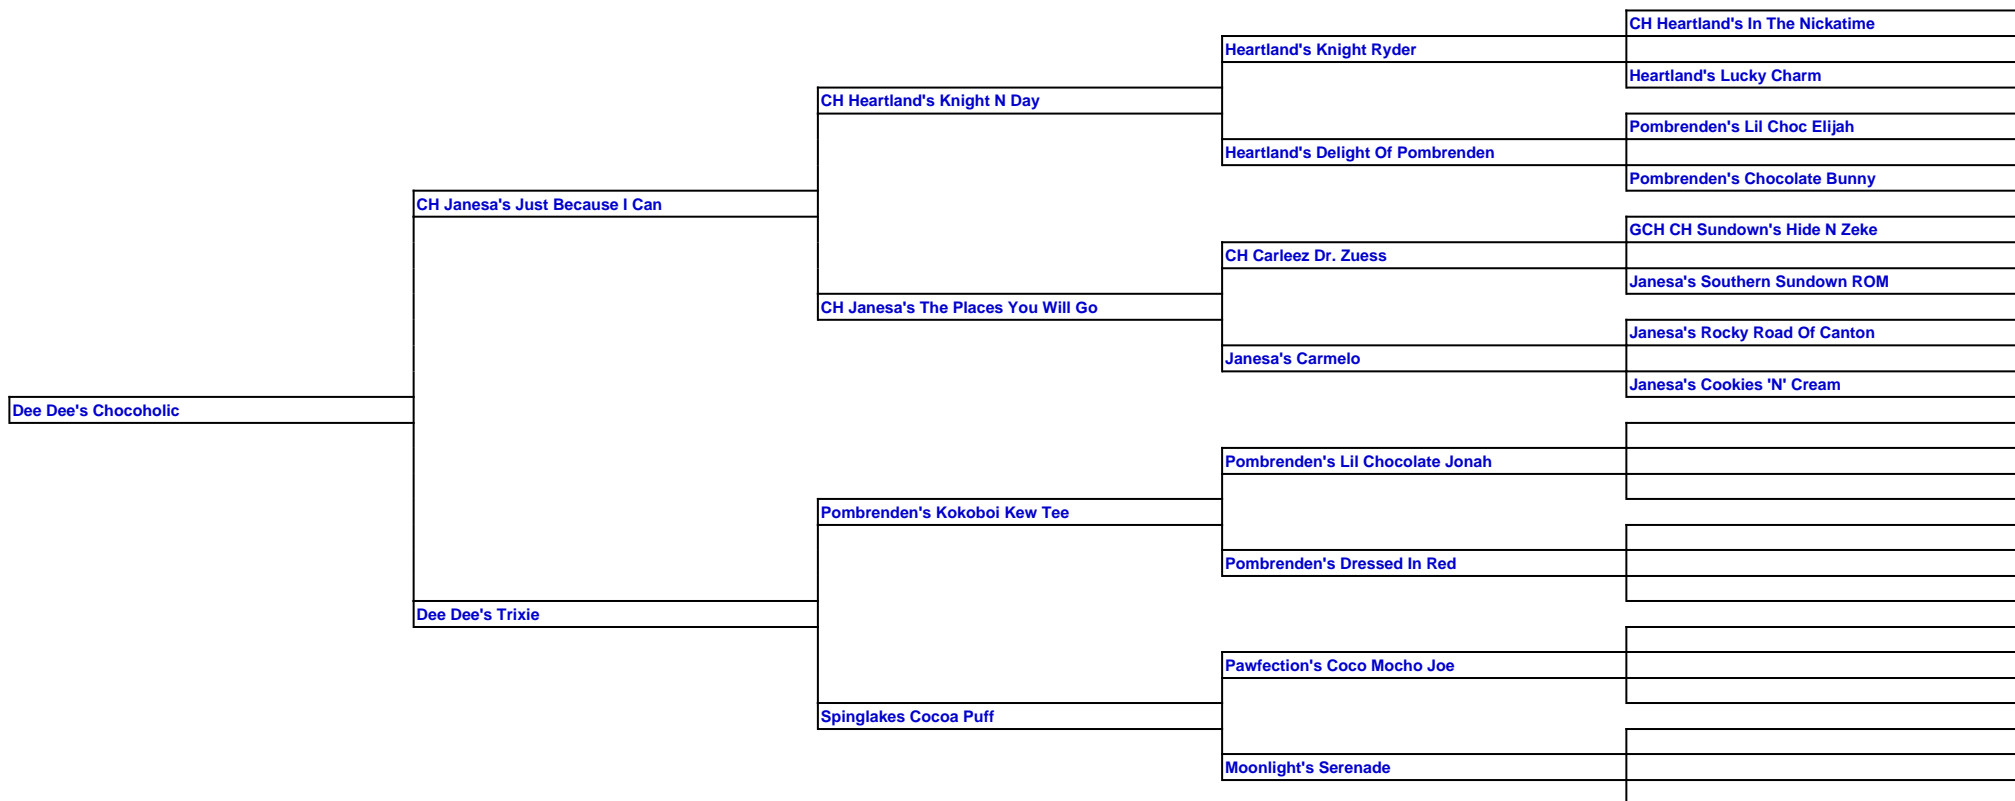 CH Heartland's In The Nickatime
Heartland's Knight Ryder
Heartland's Lucky Charm
CH Heartland's Knight N Day
Pombrenden's Lil Choc Elijah
Heartland's Delight Of Pombrenden
Pombrenden's Chocolate Bunny
CH Janesa's Just Because I Can
GCH CH Sundown's Hide N Zeke
CH Carleez Dr. Zuess
Janesa's Southern Sundown ROM
CH Janesa's The Places You Will Go
Janesa's Rocky Road Of Canton
Janesa's Carmelo
Janesa's Cookies 'N' Cream
Dee Dee's Chocoholic
Pombrenden's Lil Chocolate Jonah
Pombrenden's Kokoboi Kew Tee
Pombrenden's Dressed In Red
Dee Dee's Trixie
Pawfection's Coco Mocho Joe
Spinglakes Cocoa Puff
Moonlight's Serenade